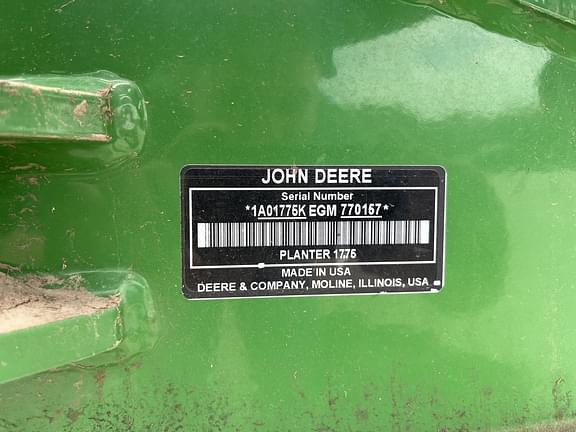 JOHN DEERE
Serial Number
*1A01775K EGM 770157*
PLANTER 1775
MADE IN USA
DEERE & COMPANY, MOLINE, ILLINOIS, USA